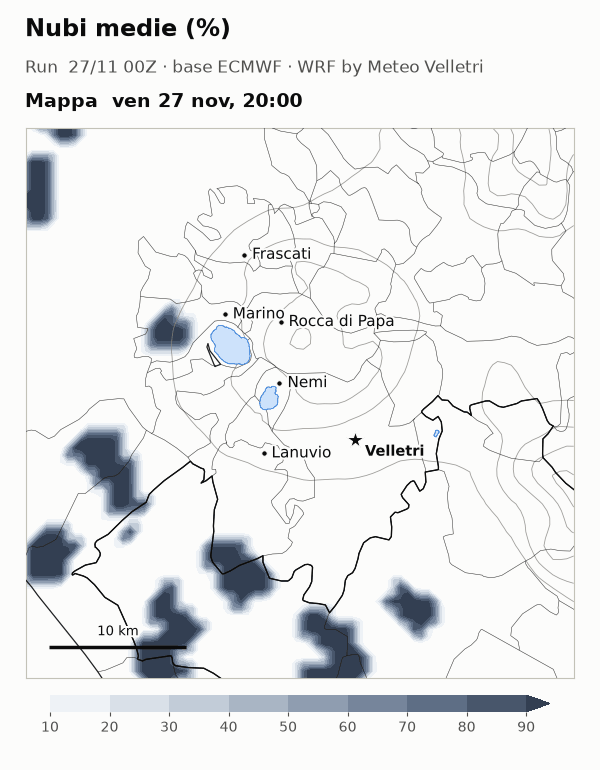 Nubi medie (%)
Run  27/11 00Z · base ECMWF · WRF by Meteo Velletri
Mappa  ven 27 nov, 20:00
Frascati
Marino
Rocca di Papa
Nemi
Velletri
Lanuvio
10 km
10 20 30 40 50 60 70 80 90